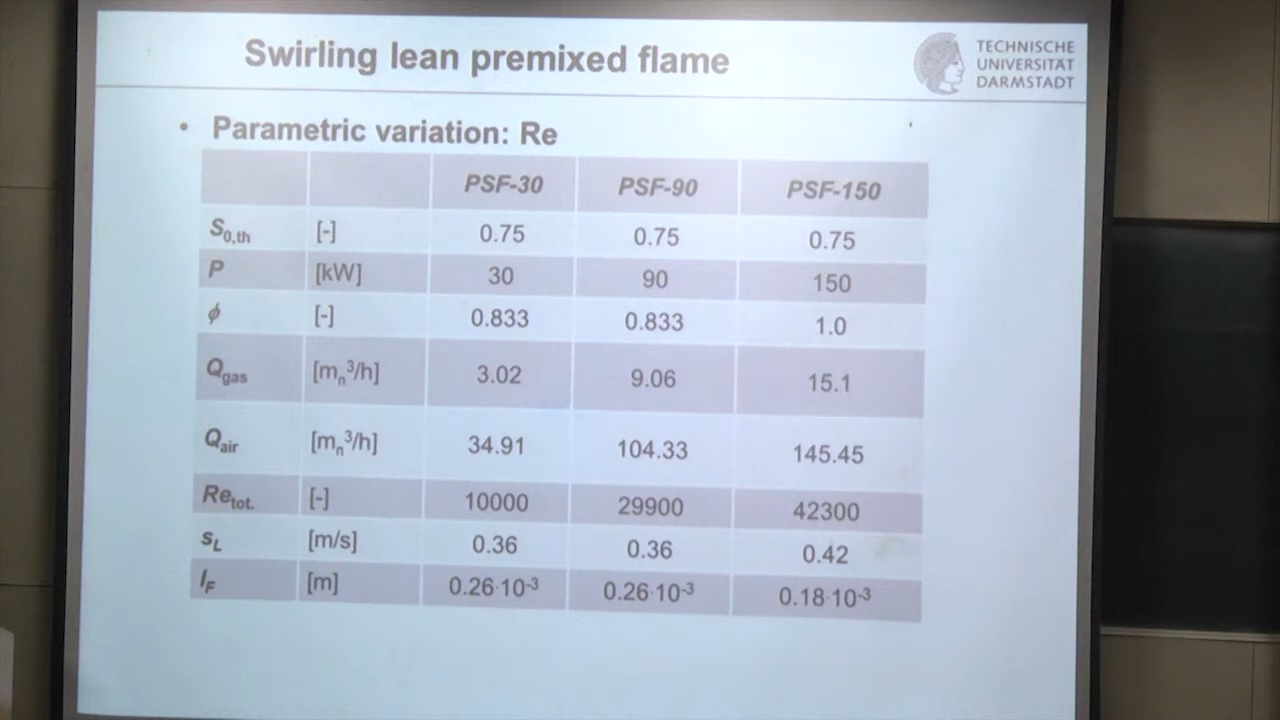 Swirling lean premixed flame
TECHNISCHE
UNIVERSITÄT
DARMSTADT
• Parametric variation: Re
PSF-30 PSF-90 PSF-150
S0,th [-] 0.75 0.75 0.75
P [kW] 30 90 150
ϕ [-] 0.833 0.833 1.0
Qgas [mn³/h] 3.02 9.06 15.1
Qair [mn³/h] 34.91 104.33 145.45
Retot. [-] 10000 29900 42300
sL [m/s] 0.36 0.36 0.42
lF [m] 0.26·10⁻³ 0.26·10⁻³ 0.18·10⁻³